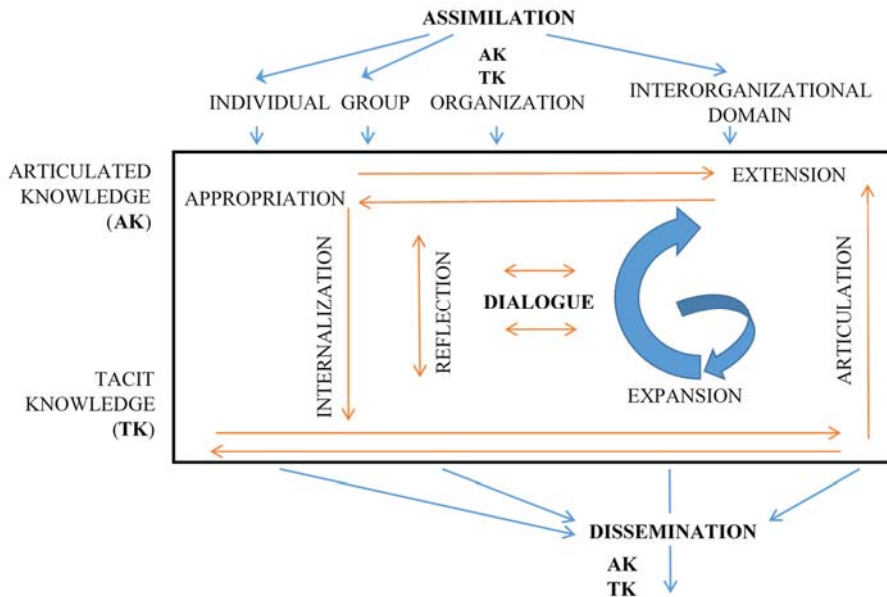 ASSIMILATION
AK
TK
INDIVIDUAL GROUP ORGANIZATION
INTERORGANIZATIONAL
DOMAIN
ARTICULATED
KNOWLEDGE
(AK)
APPROPRIATION
EXTENSION
INTERNALIZATION
REFLECTION
DIALOGUE
ARTICULATION
EXPANSION
TACIT
KNOWLEDGE
(TK)
DISSEMINATION
AK
TK